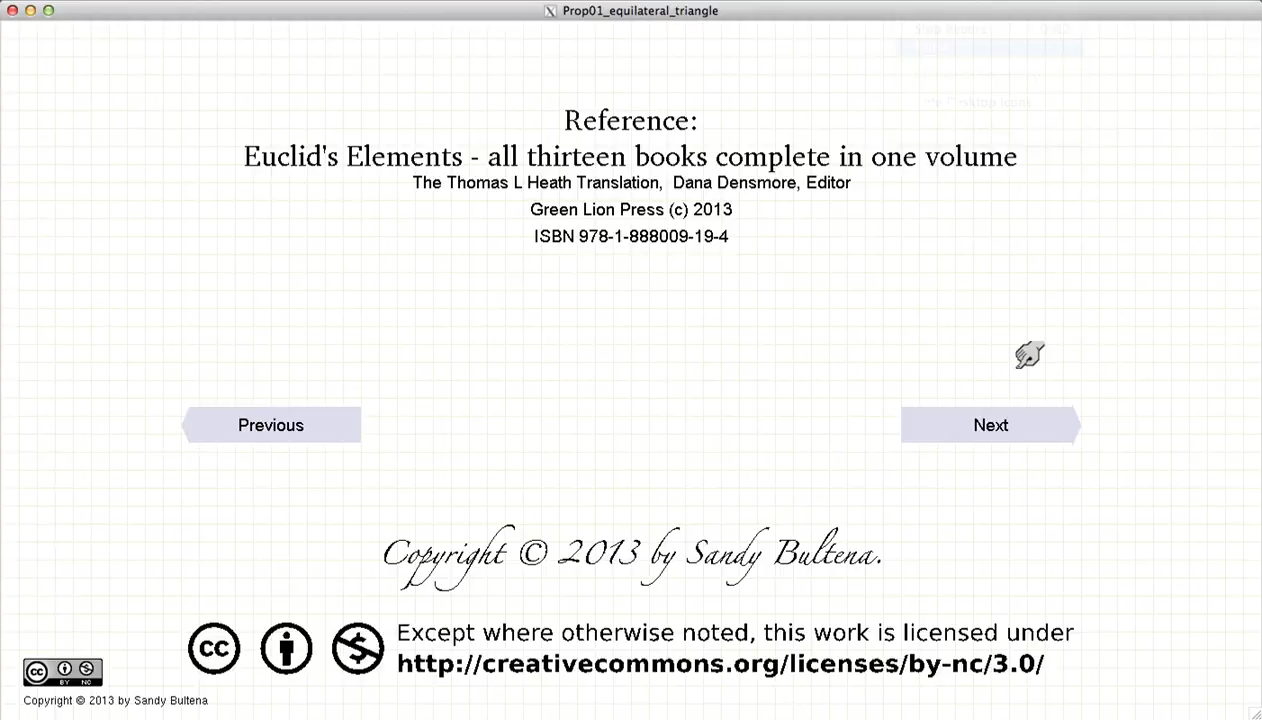 Prop01_equilateral_triangle
Reference:
Euclid's Elements - all thirteen books complete in one volume
The Thomas L Heath Translation, Dana Densmore, Editor
Green Lion Press (c) 2013
ISBN 978-1-888009-19-4
Previous
Next
Copyright © 2013 by Sandy Bultena.
Except where otherwise noted, this work is licensed under
http://creativecommons.org/licenses/by-nc/3.0/
cc
BY NC
Copyright © 2013 by Sandy Bultena